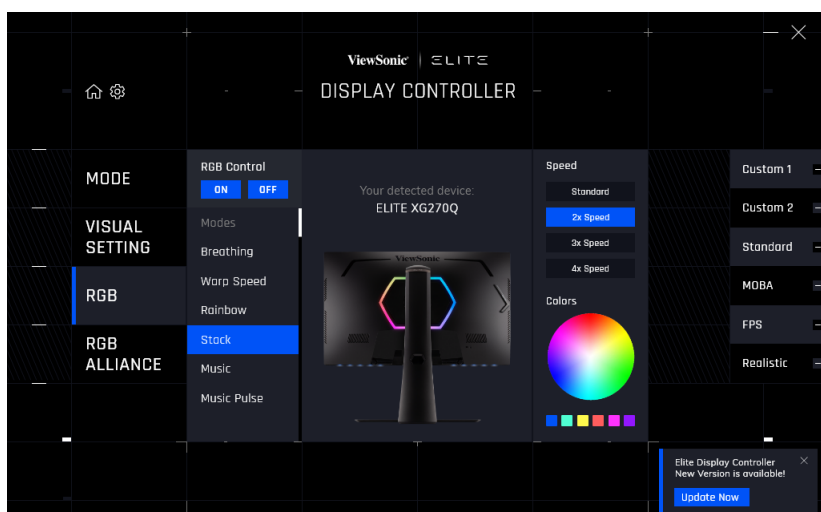 ViewSonic ELITE
DISPLAY CONTROLLER
MODE
VISUAL
SETTING
RGB
RGB
ALLIANCE
RGB Control
ON OFF
Modes
Breathing
Warp Speed
Rainbow
Stack
Music
Music Pulse
Your detected device:
ELITE XG270Q
ViewSonic
Speed
Standard
2x Speed
3x Speed
4x Speed
Colors
Custom 1
Custom 2
Standard
MOBA
FPS
Realistic
Elite Display Controller
New Version is available!
Update Now